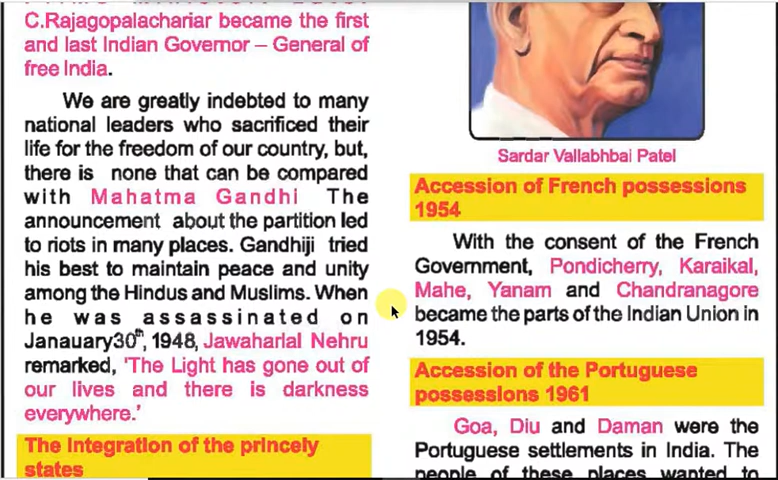 C.Rajagopalachariar became the first
and last Indian Governor – General of
free India.
We are greatly indebted to many
national leaders who sacrificed their
life for the freedom of our country, but,
there is none that can be compared
with Mahatma Gandhi The
announcement about the partition led
to riots in many places. Gandhiji tried
his best to maintain peace and unity
among the Hindus and Muslims. When
he was assassinated on
Janauary30th, 1948, Jawaharlal Nehru
remarked, 'The Light has gone out of
our lives and there is darkness
everywhere.'
The Integration of the princely
states
Sardar Vallabhbai Patel
Accession of French possessions
1954
With the consent of the French
Government, Pondicherry, Karaikal,
Mahe, Yanam and Chandranagore
became the parts of the Indian Union in
1954.
Accession of the Portuguese
possessions 1961
Goa, Diu and Daman were the
Portuguese settlements in India. The
people of these places wanted to